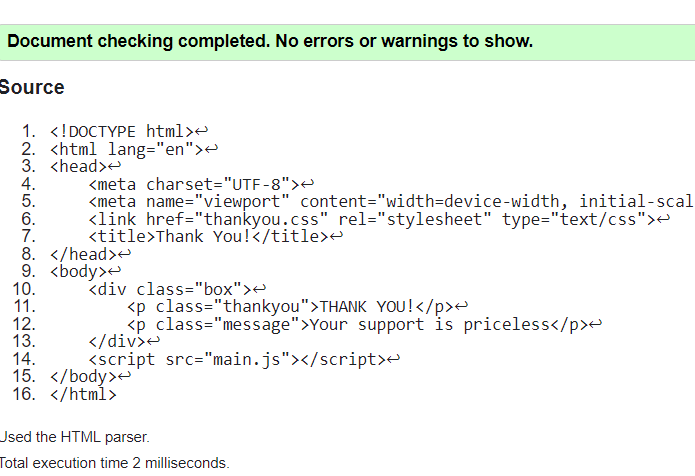 Document checking completed. No errors or warnings to show.
Source
1. <!DOCTYPE html>↩
2. <html lang="en">↩
3. <head>↩
4.     <meta charset="UTF-8">↩
5.     <meta name="viewport" content="width=device-width, initial-scal
6.     <link href="thankyou.css" rel="stylesheet" type="text/css">↩
7.     <title>Thank You!</title>↩
8. </head>↩
9. <body>↩
10.     <div class="box">↩
11.         <p class="thankyou">THANK YOU!</p>↩
12.         <p class="message">Your support is priceless</p>↩
13.     </div>↩
14.     <script src="main.js"></script>↩
15. </body>↩
16. </html>
Used the HTML parser.
Total execution time 2 milliseconds.